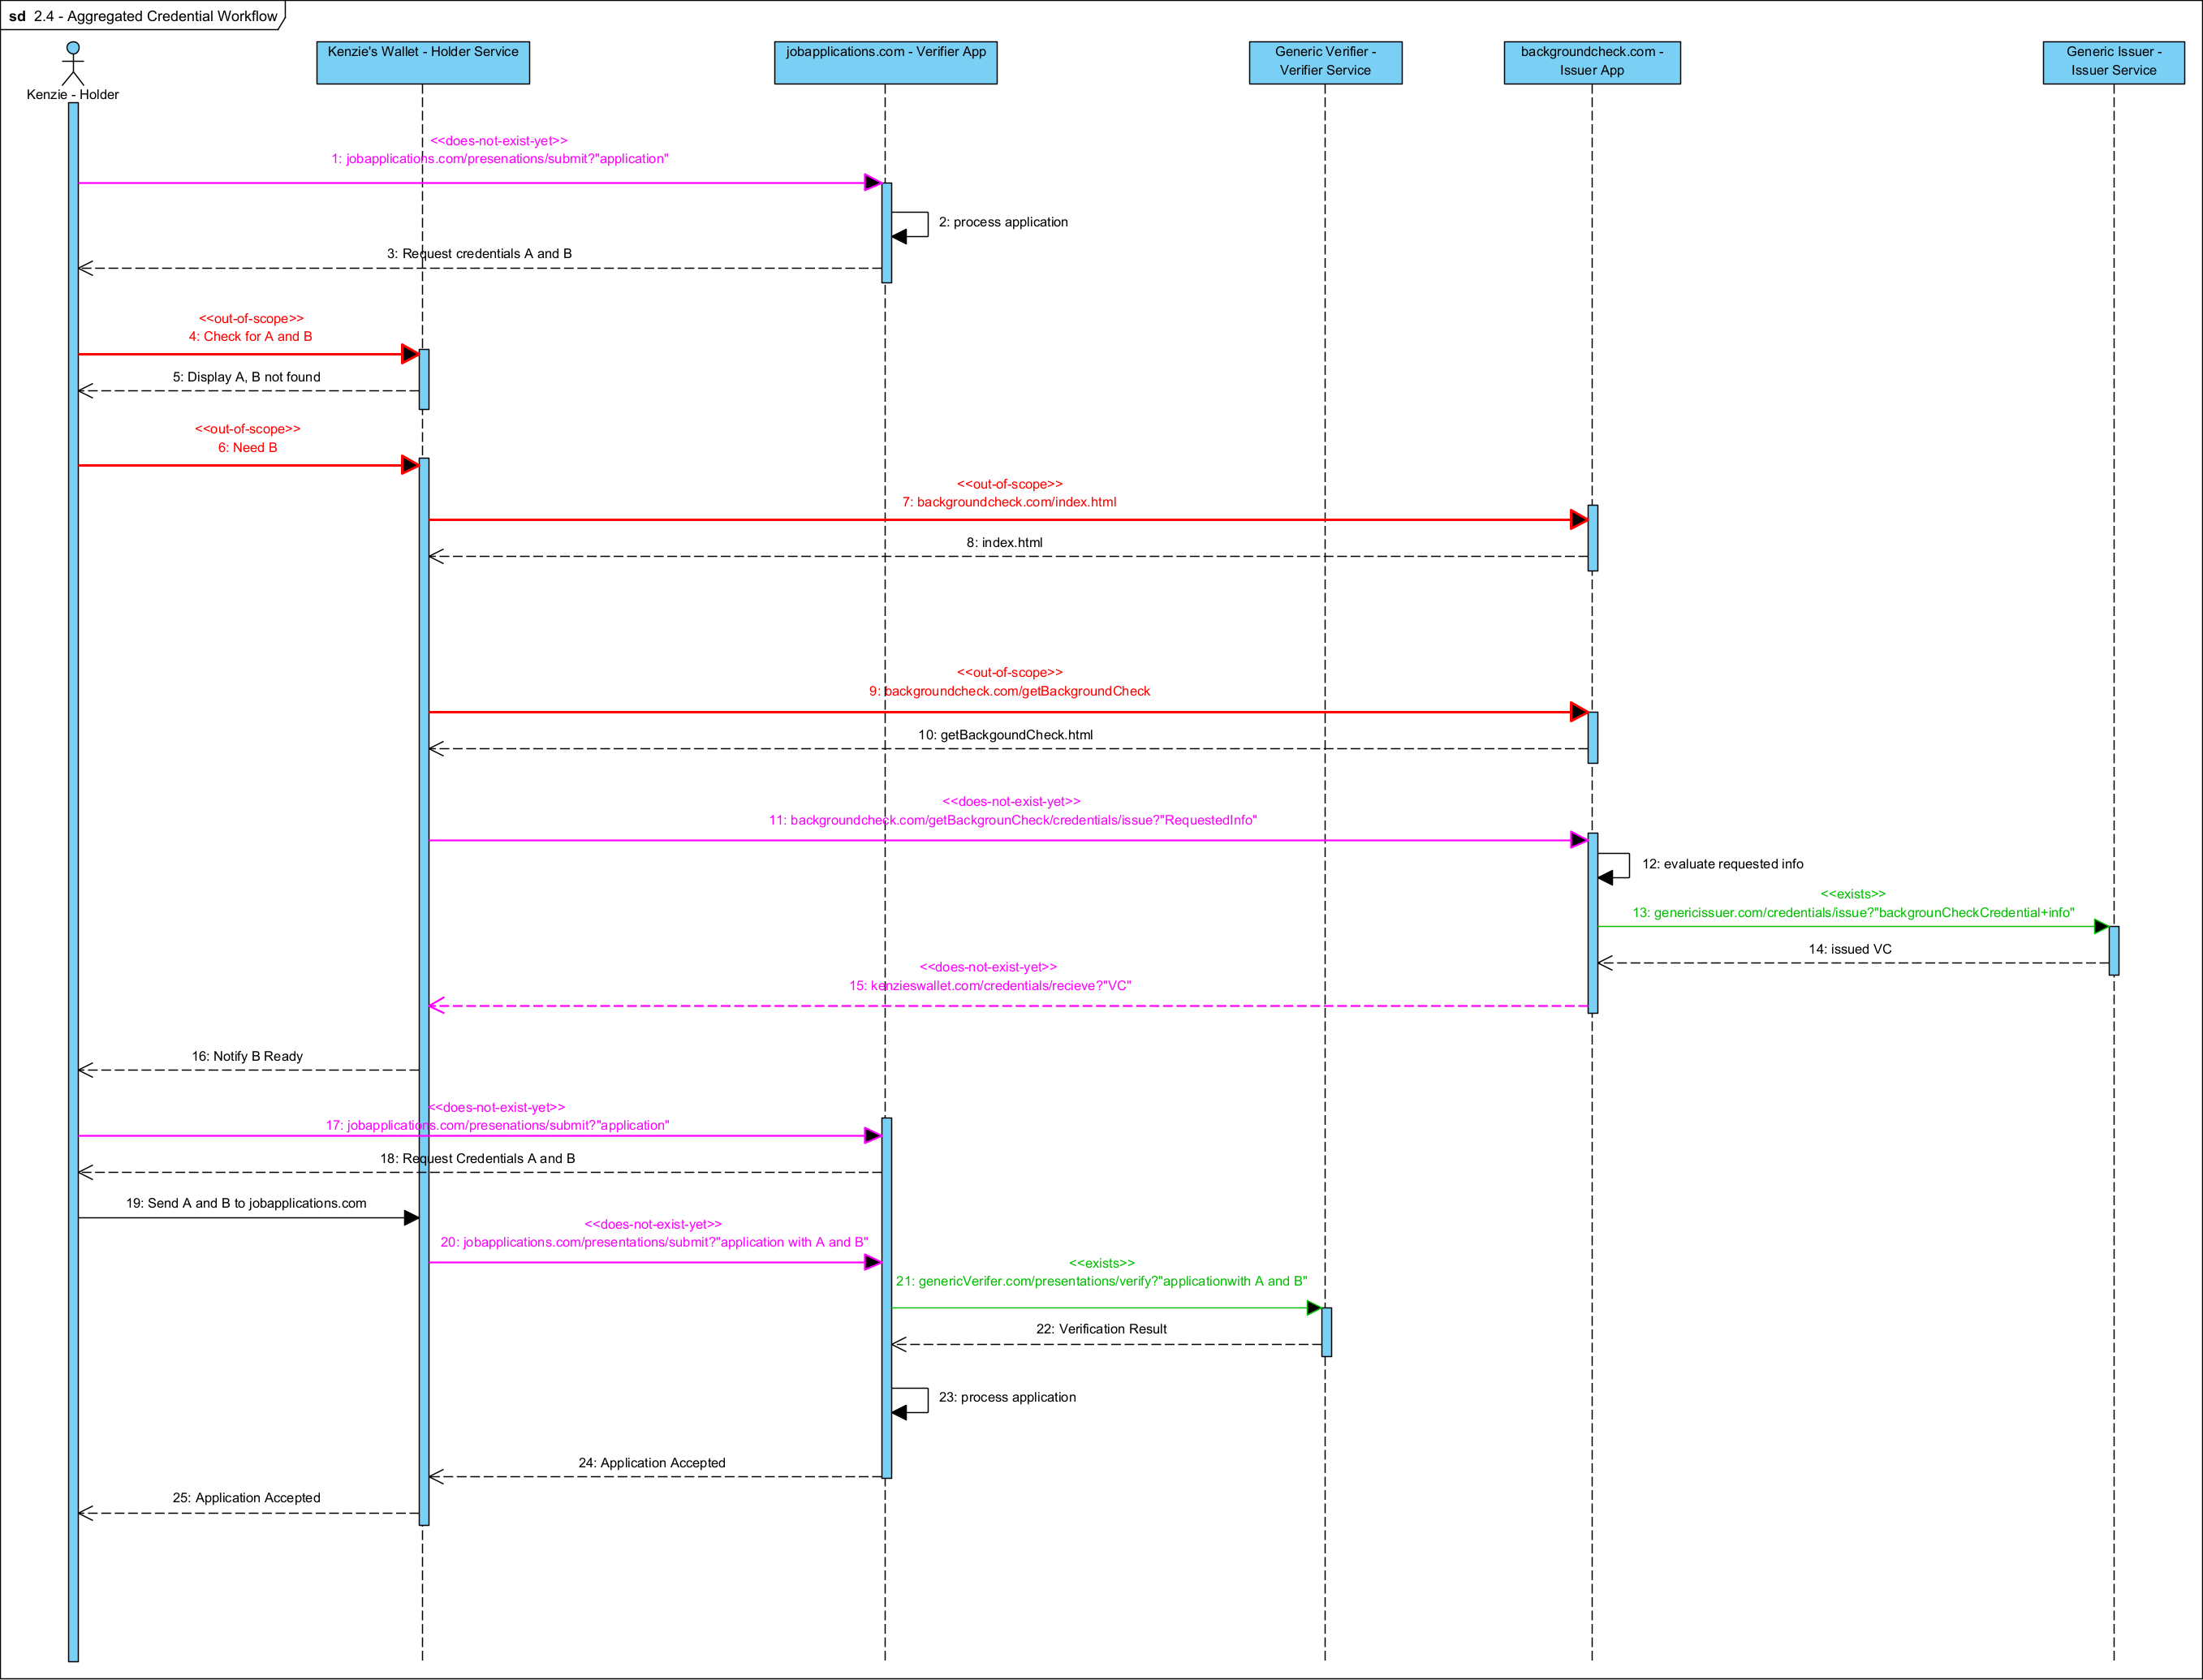 sd 2.4 - Aggregated Credential Workflow
Kenzie - Holder
Kenzie's Wallet - Holder Service
jobapplications.com - Verifier App
Generic Verifier -
Verifier Service
backgroundcheck.com -
Issuer App
Generic Issuer -
Issuer Service
<<does-not-exist-yet>>
1: jobapplications.com/presenations/submit?"application"
2: process application
3: Request credentials A and B
<<out-of-scope>>
4: Check for A and B
5: Display A, B not found
<<out-of-scope>>
6: Need B
<<out-of-scope>>
7: backgroundcheck.com/index.html
8: index.html
<<out-of-scope>>
9: backgroundcheck.com/getBackgroundCheck
10: getBackgoundCheck.html
<<does-not-exist-yet>>
11: backgroundcheck.com/getBackgrounCheck/credentials/issue?"RequestedInfo"
12: evaluate requested info
<<exists>>
13: genericissuer.com/credentials/issue?"backgrounCheckCredential+info"
14: issued VC
<<does-not-exist-yet>>
15: kenzieswallet.com/credentials/recieve?"VC"
16: Notify B Ready
<<does-not-exist-yet>>
17: jobapplications.com/presenations/submit?"application"
18: Request Credentials A and B
19: Send A and B to jobapplications.com
<<does-not-exist-yet>>
20: jobapplications.com/presentations/submit?"application with A and B"
<<exists>>
21: genericVerifer.com/presentations/verify?"applicationwith A and B"
22: Verification Result
23: process application
24: Application Accepted
25: Application Accepted